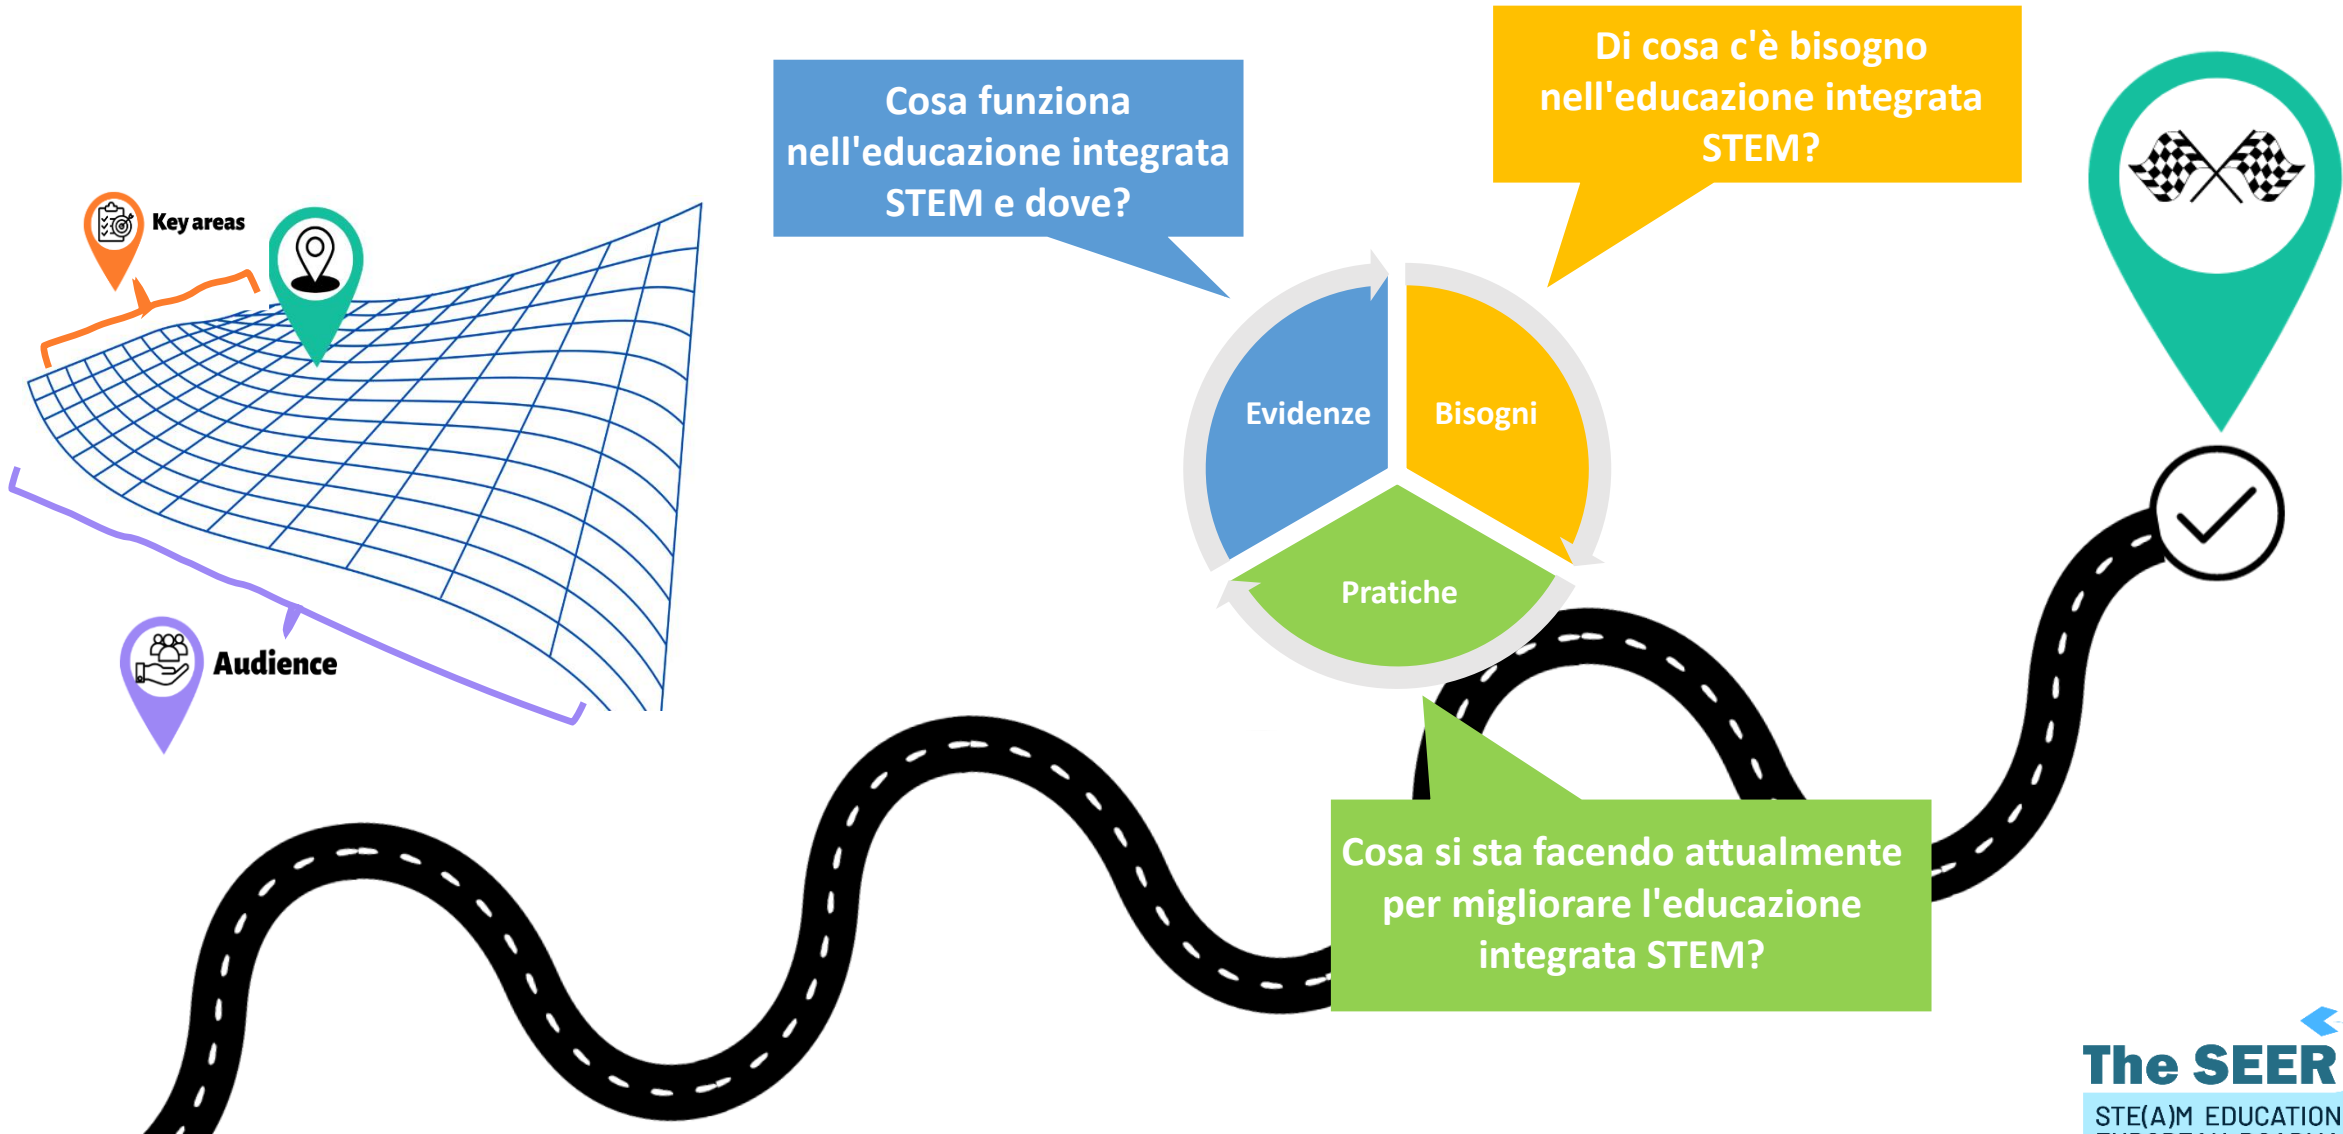 Di cosa c'è bisogno
nell'educazione integrata
STEM?
Cosa funziona
nell'educazione integrata
STEM e dove?
Key areas
Evidenze
Bisogni
Pratiche
Audience
Cosa si sta facendo attualmente
per migliorare l'educazione
integrata STEM?
The SEER
STE(A)M EDUCATION